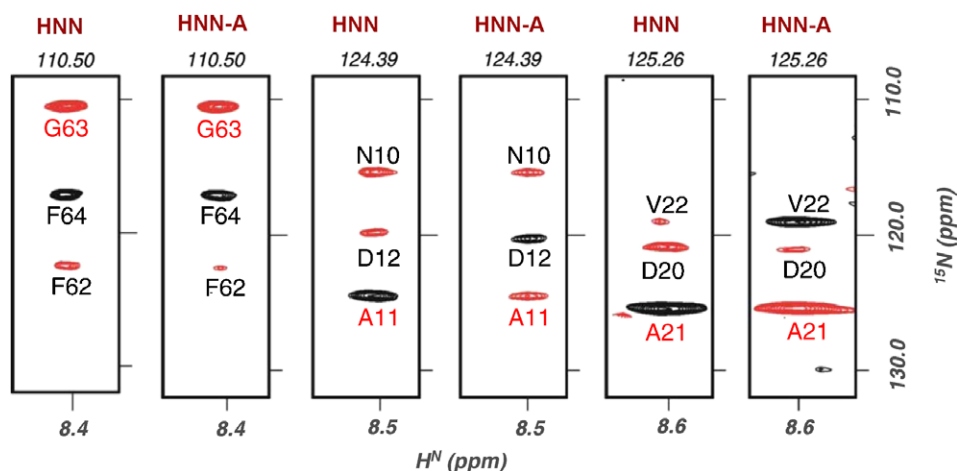 HNN HNN-A HNN HNN-A HNN HNN-A
110.50 110.50 124.39 124.39 125.26 125.26
110.0
G63 G63
N10 N10
F64 F64 V22 V22
120.0
D12 D12 D20 D20
F62 F62
A11 A11 A21 A21
130.0
15N (ppm)
8.4 8.4 8.5 8.5 8.6 8.6
HN (ppm)